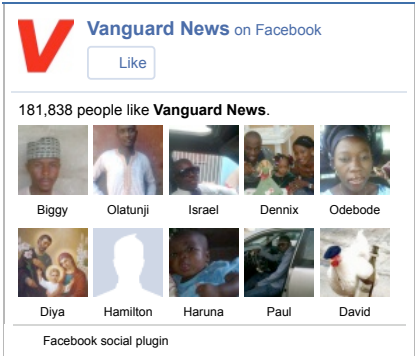 Vanguard News on Facebook
Like
181,838 people like Vanguard News.
Biggy Olatunji Israel Dennix Odebode
Diya Hamilton Haruna Paul David
Facebook social plugin